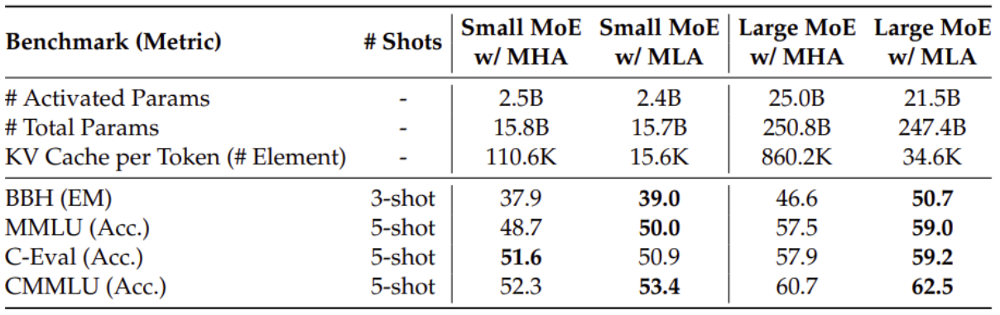 Benchmark (Metric) # Shots Small MoE w/ MHA Small MoE w/ MLA Large MoE w/ MHA Large MoE w/ MLA
# Activated Params - 2.5B 2.4B 25.0B 21.5B
# Total Params - 15.8B 15.7B 250.8B 247.4B
KV Cache per Token (# Element) - 110.6K 15.6K 860.2K 34.6K
BBH (EM) 3-shot 37.9 39.0 46.6 50.7
MMLU (Acc.) 5-shot 48.7 50.0 57.5 59.0
C-Eval (Acc.) 5-shot 51.6 50.9 57.9 59.2
CMMLU (Acc.) 5-shot 52.3 53.4 60.7 62.5